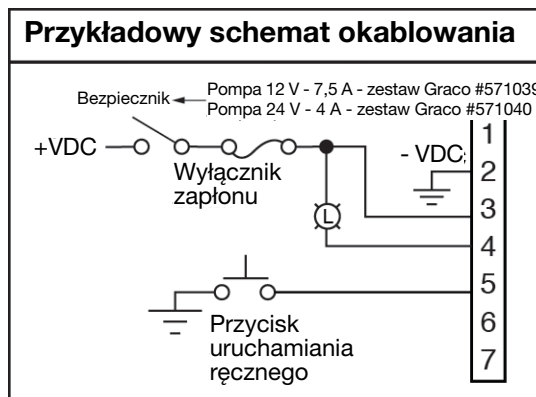 Przykładowy schemat okablowania
Pompa 12 V - 7,5 A - zestaw Graco #571039
Bezpiecznik
Pompa 24 V - 4 A - zestaw Graco #571040
+VDC
Wyłącznik
zapłonu
- VDC;
L
1
2
3
4
5
6
7
Przycisk
uruchamiania
ręcznego